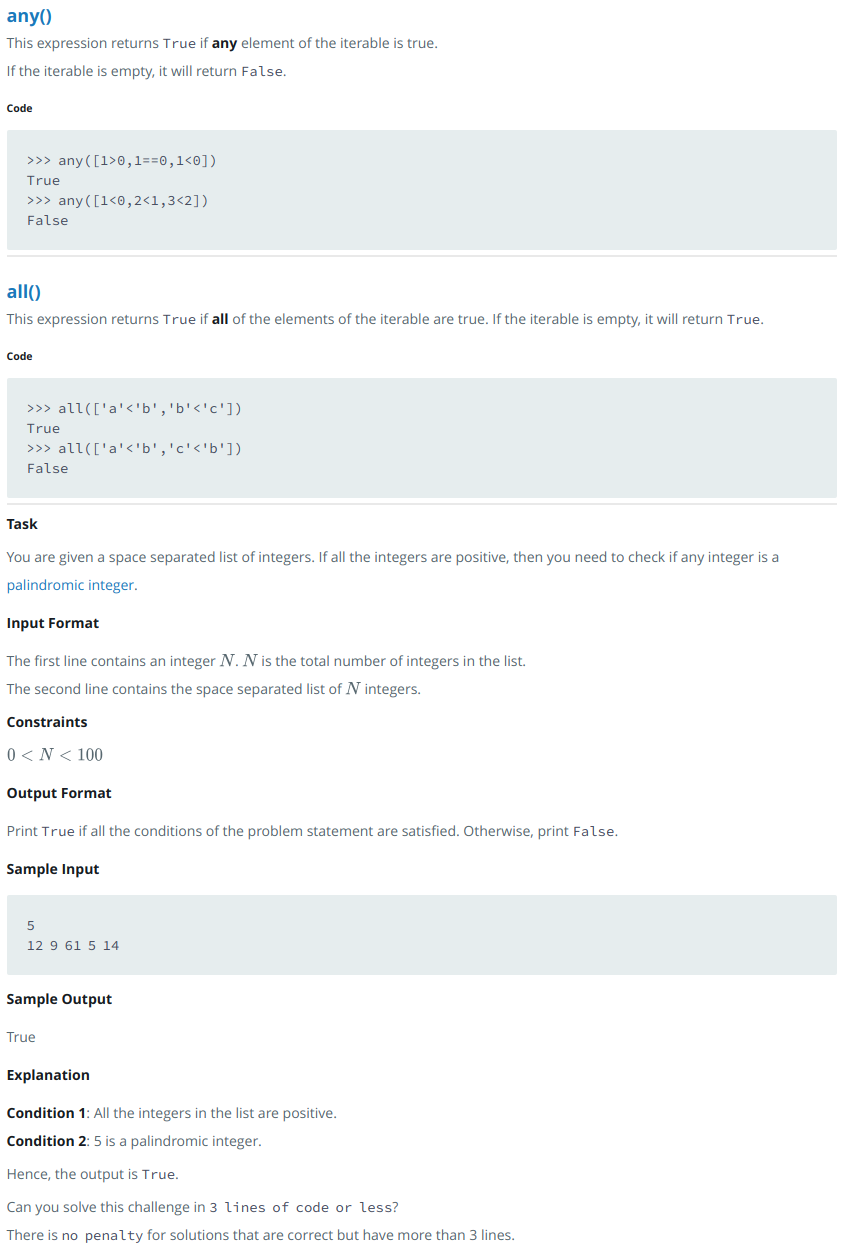 any()
This expression returns True if any element of the iterable is true.
If the iterable is empty, it will return False.
Code
>>> any([1>0,1==0,1<0])
True
>>> any([1<0,2<1,3<2])
False
all()
This expression returns True if all of the elements of the iterable are true. If the iterable is empty, it will return True.
Code
>>> all(['a'<'b','b'<'c'])
True
>>> all(['a'<'b','c'<'b'])
False
Task
You are given a space separated list of integers. If all the integers are positive, then you need to check if any integer is a
palindromic integer.
Input Format
The first line contains an integer N. N is the total number of integers in the list.
The second line contains the space separated list of N integers.
Constraints
0 < N < 100
Output Format
Print True if all the conditions of the problem statement are satisfied. Otherwise, print False.
Sample Input
5
12 9 61 5 14
Sample Output
True
Explanation
Condition 1: All the integers in the list are positive.
Condition 2: 5 is a palindromic integer.
Hence, the output is True.
Can you solve this challenge in 3 lines of code or less?
There is no penalty for solutions that are correct but have more than 3 lines.